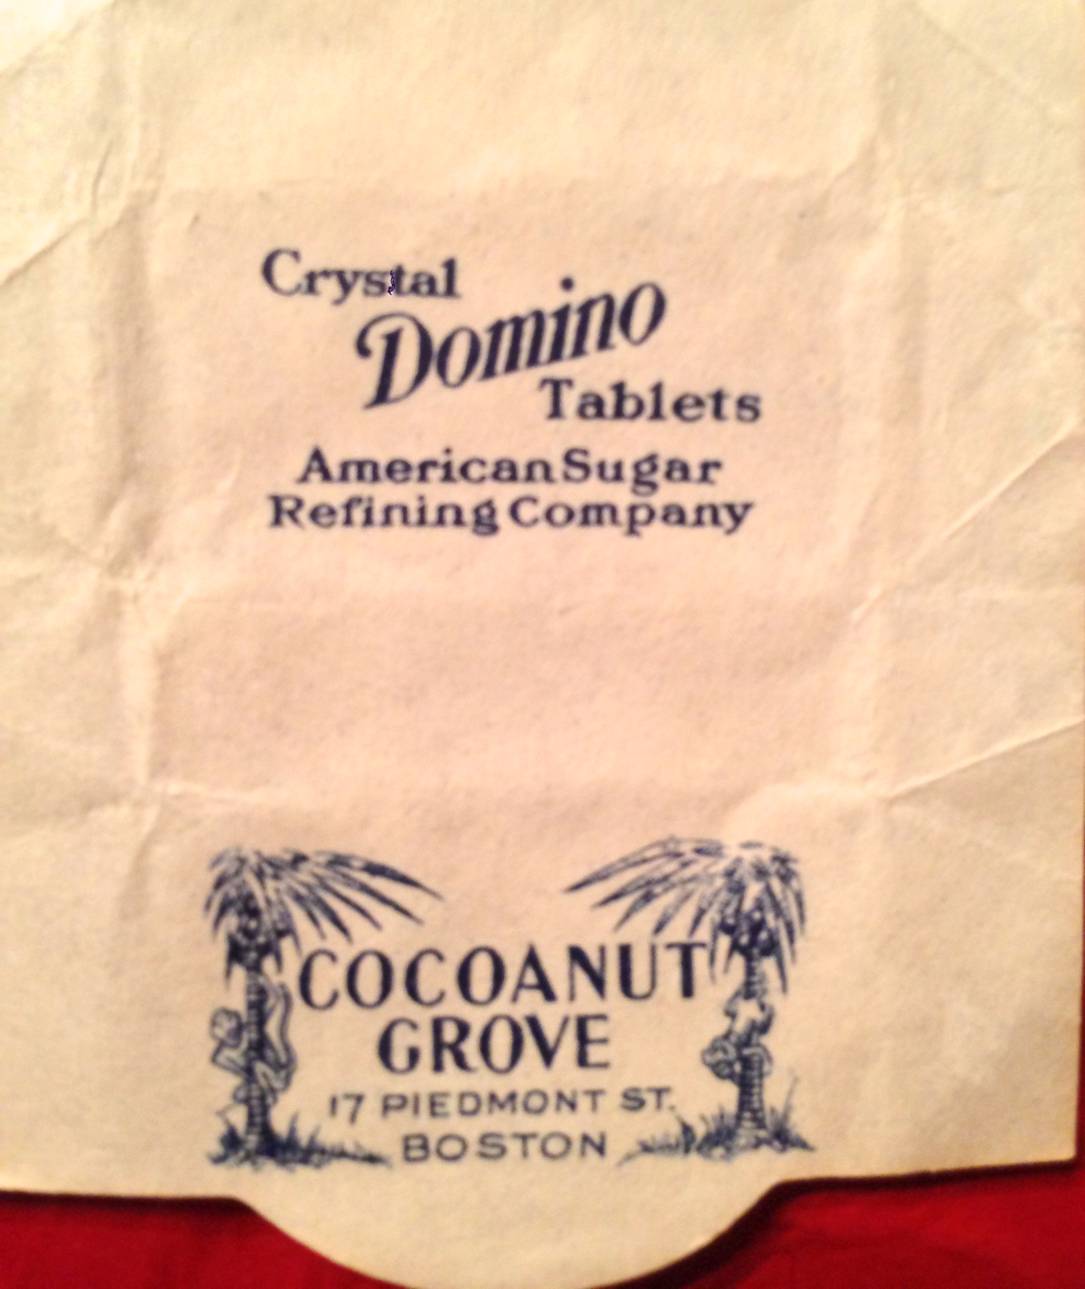 Crystal
Domino
Tablets
American Sugar
Refining Company
COCOANUT
GROVE
17 PIEDMONT ST.
BOSTON